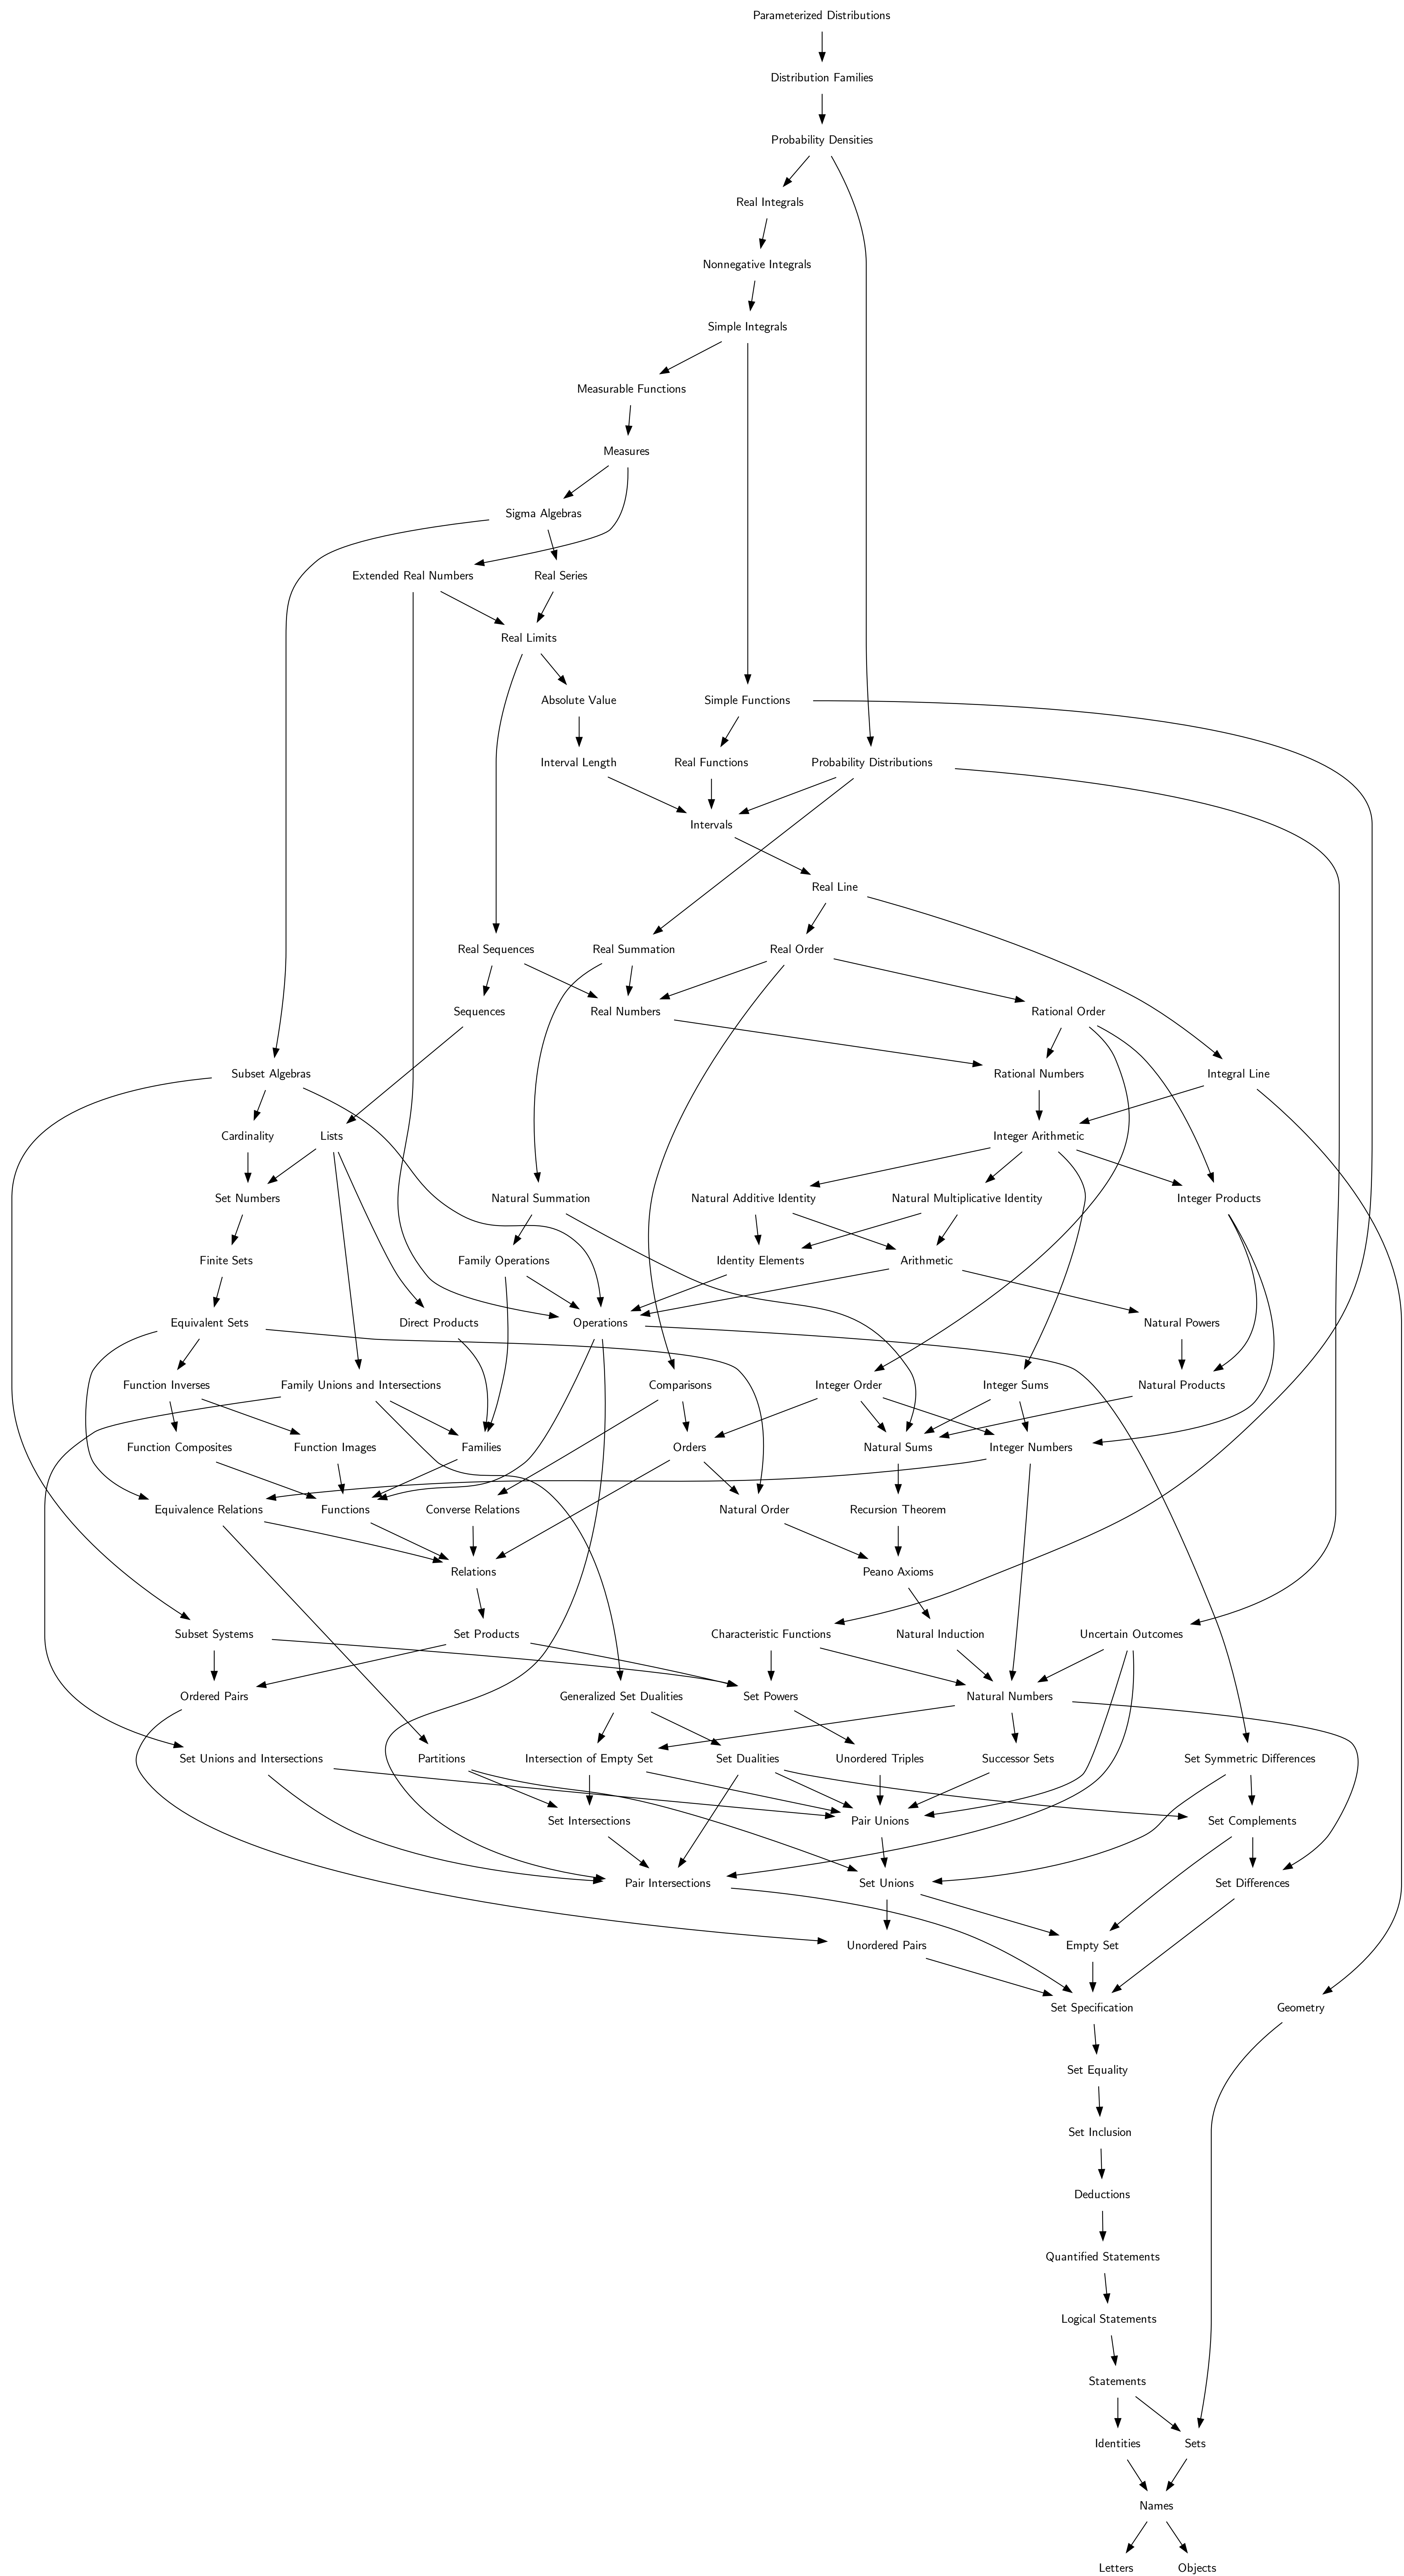 Parameterized Distributions
Distribution Families
Probability Densities
Real Integrals
Nonnegative Integrals
Simple Integrals
Measurable Functions
Measures
Sigma Algebras
Extended Real Numbers
Real Series
Real Limits
Absolute Value
Simple Functions
Interval Length
Real Functions
Probability Distributions
Intervals
Real Line
Real Sequences
Real Summation
Real Order
Sequences
Real Numbers
Rational Order
Subset Algebras
Rational Numbers
Integral Line
Cardinality
Lists
Integer Arithmetic
Set Numbers
Natural Summation
Natural Additive Identity
Natural Multiplicative Identity
Integer Products
Finite Sets
Family Operations
Identity Elements
Arithmetic
Equivalent Sets
Direct Products
Operations
Natural Powers
Function Inverses
Family Unions and Intersections
Comparisons
Integer Order
Integer Sums
Natural Products
Function Composites
Function Images
Families
Orders
Natural Sums
Integer Numbers
Equivalence Relations
Functions
Converse Relations
Natural Order
Recursion Theorem
Relations
Peano Axioms
Subset Systems
Set Products
Characteristic Functions
Natural Induction
Uncertain Outcomes
Ordered Pairs
Generalized Set Dualities
Set Powers
Natural Numbers
Set Unions and Intersections
Partitions
Intersection of Empty Set
Set Dualities
Unordered Triples
Successor Sets
Set Symmetric Differences
Set Intersections
Pair Unions
Set Complements
Pair Intersections
Set Unions
Set Differences
Unordered Pairs
Empty Set
Set Specification
Geometry
Set Equality
Set Inclusion
Deductions
Quantified Statements
Logical Statements
Statements
Identities
Sets
Names
Letters
Objects